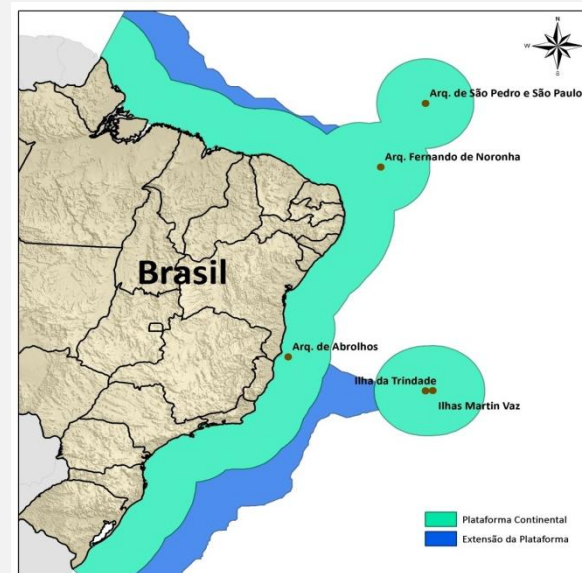 N
W
E
S
Arq. de São Pedro e São Paulo
Arq. Fernando de Noronha
Brasil
Arq. de Abrolhos
Ilha da Trindade
Ilhas Martin Vaz
Plataforma Continental
Extensão da Plataforma